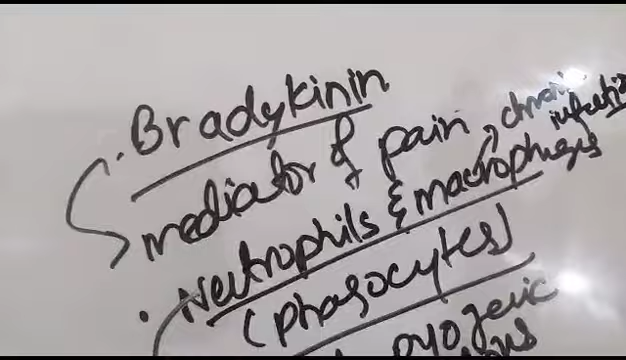 . Bradykinin
mediator of pain, chronic infection
. Neutrophils & macrophages
(phagocytes)
pyogenic